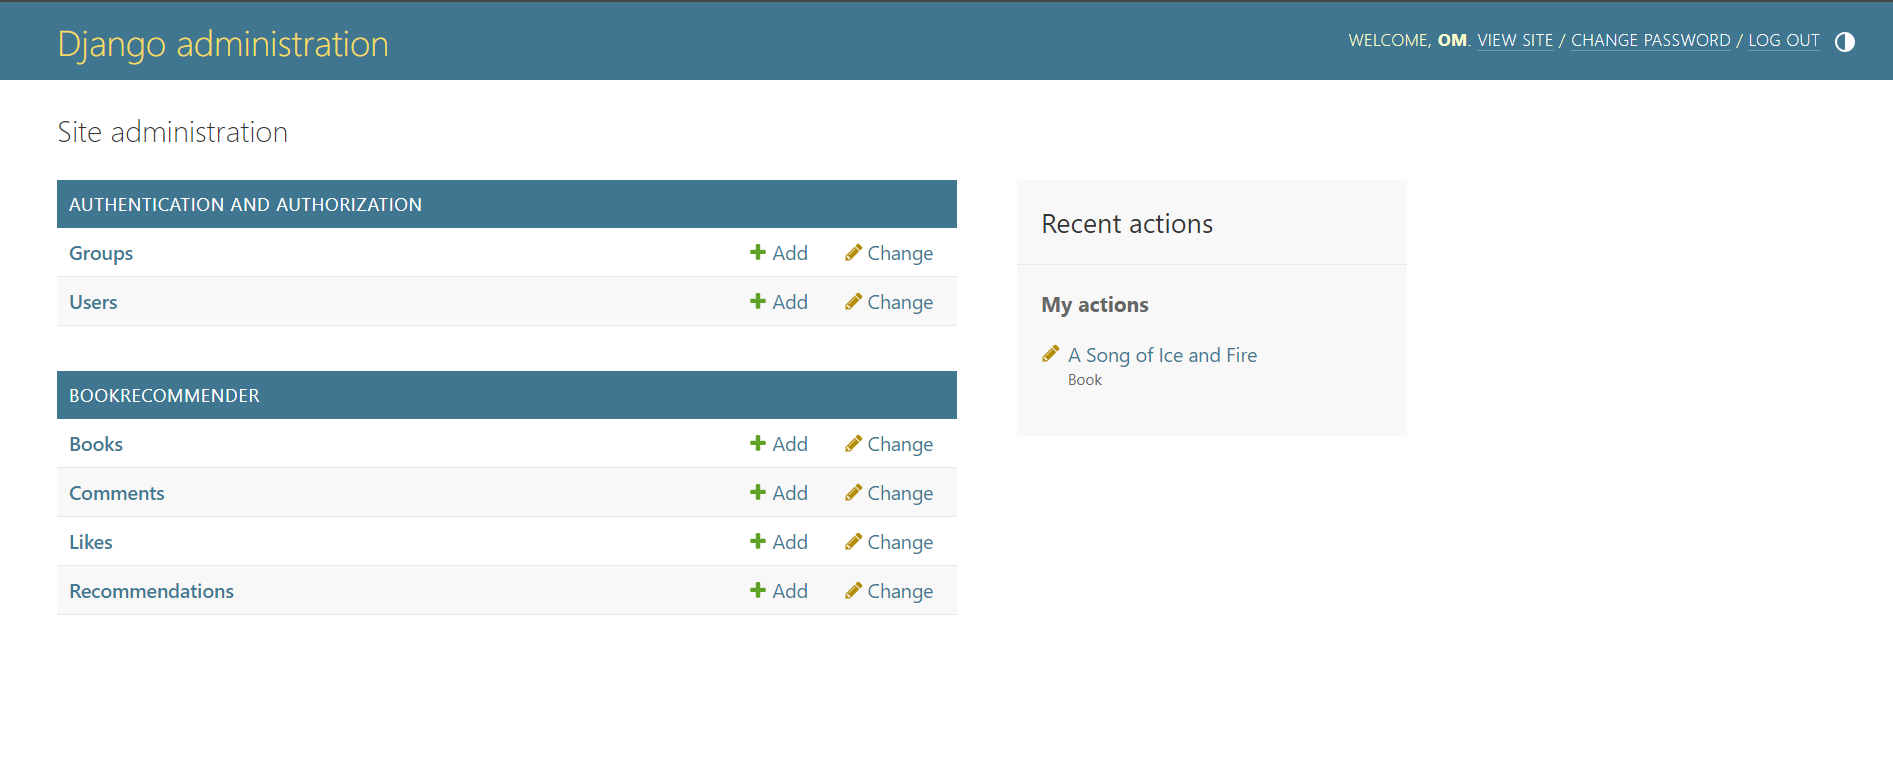 Django administration
WELCOME, OM. VIEW SITE / CHANGE PASSWORD / LOG OUT
Site administration
AUTHENTICATION AND AUTHORIZATION
Groups Add Change
Users Add Change
BOOKRECOMMENDER
Books Add Change
Comments Add Change
Likes Add Change
Recommendations Add Change
Recent actions
My actions
A Song of Ice and Fire
Book